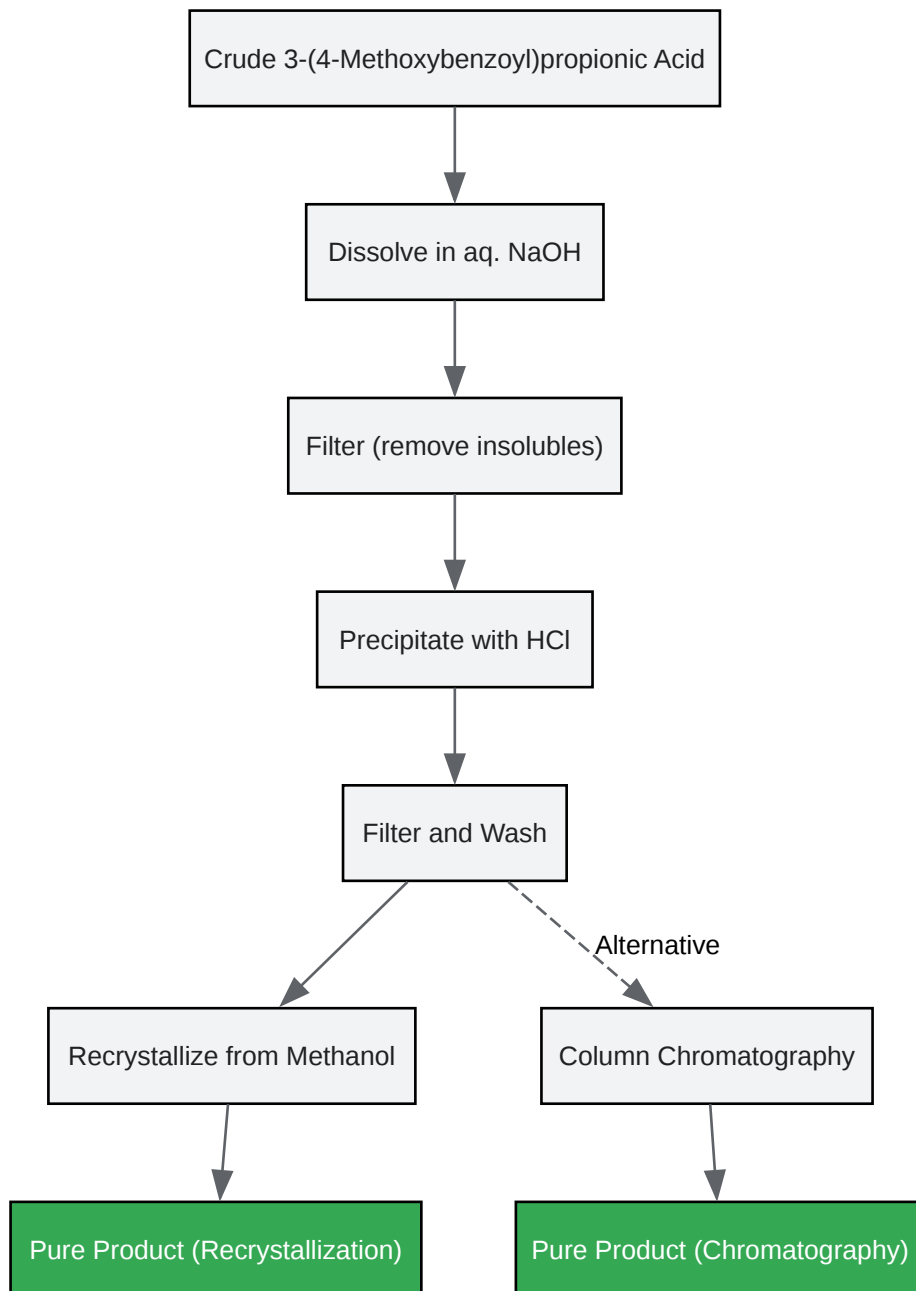 Crude 3-(4-Methoxybenzoyl)propionic Acid
Dissolve in aq. NaOH
Filter (remove insolubles)
Precipitate with HCl
Filter and Wash
Alternative
Recrystallize from Methanol
Column Chromatography
Pure Product (Recrystallization)
Pure Product (Chromatography)